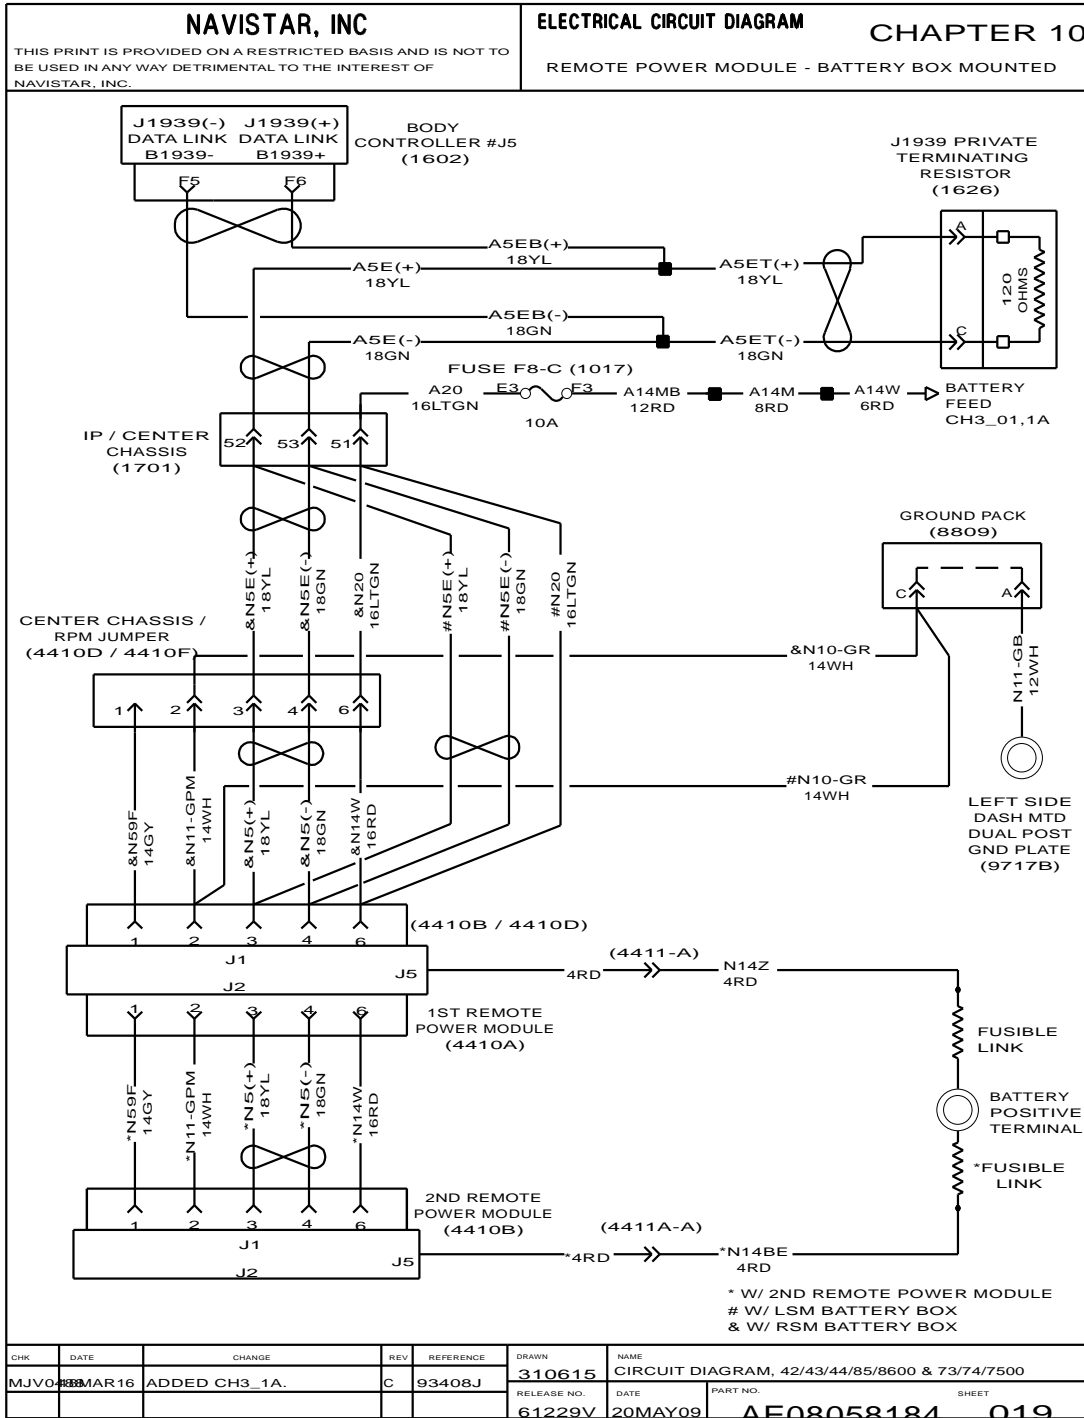 NAVISTAR, INC
THIS PRINT IS PROVIDED ON A RESTRICTED BASIS AND IS NOT TO
BE USED IN ANY WAY DETRIMENTAL TO THE INTEREST OF
NAVISTAR, INC.
ELECTRICAL CIRCUIT DIAGRAM
CHAPTER 10
REMOTE POWER MODULE - BATTERY BOX MOUNTED
J1939(-) J1939(+)
DATA LINK DATA LINK
B1939- B1939+
F5 F6
BODY
CONTROLLER #J5
(1602)
J1939 PRIVATE
TERMINATING
RESISTOR
(1626)
A
120
OHMS
C
A5EB(+)
18YL
A5E(+)
18YL
A5ET(+)
18YL
A5EB(-)
18GN
A5E(-)
18GN
A5ET(-)
18GN
FUSE F8-C (1017)
A20
16LTGN
E3 F3
10A
A14MB
12RD
A14M
8RD
A14W
6RD
BATTERY
FEED
CH3_01,1A
IP / CENTER
CHASSIS
(1701)
52 53 51
GROUND PACK
(8809)
C A
&N5E(+)
18YL
&N5E(-)
18GN
&N20
16LTGN
#N5E(+)
18YL
#N5E(-)
18GN
#N20
16LTGN
N11-GB
12WH
CENTER CHASSIS /
RPM JUMPER
(4410D / 4410F)
&N10-GR
14WH
1 2 3 4 6
#N10-GR
14WH
LEFT SIDE
DASH MTD
DUAL POST
GND PLATE
(9717B)
&N59F
14GY
&N11-GPM
14WH
&N5(+)
18YL
&N5(-)
18GN
&N14W
16RD
(4410B / 4410D)
1 2 3 4 6
J1
J2
J5
4RD
(4411-A)
N14Z
4RD
1 2 3 4 6
1ST REMOTE
POWER MODULE
(4410A)
FUSIBLE
LINK
BATTERY
POSITIVE
TERMINAL
*FUSIBLE
LINK
*N59F
14GY
*N11-GPM
14WH
*N5(+)
18YL
*N5(-)
18GN
*N14W
16RD
2ND REMOTE
POWER MODULE
(4410B)
1 2 3 4 6
J1
J2
J5
*4RD
(4411A-A)
*N14BE
4RD
* W/ 2ND REMOTE POWER MODULE
# W/ LSM BATTERY BOX
& W/ RSM BATTERY BOX
CHK DATE CHANGE REV REFERENCE
ADDED CH3_1A. C 93408J
DRAWN
310615
NAME
CIRCUIT DIAGRAM, 42/43/44/85/8600 & 73/74/7500
RELEASE NO.
61229V
DATE
20MAY09
PART NO.
AE08058184
SHEET
019